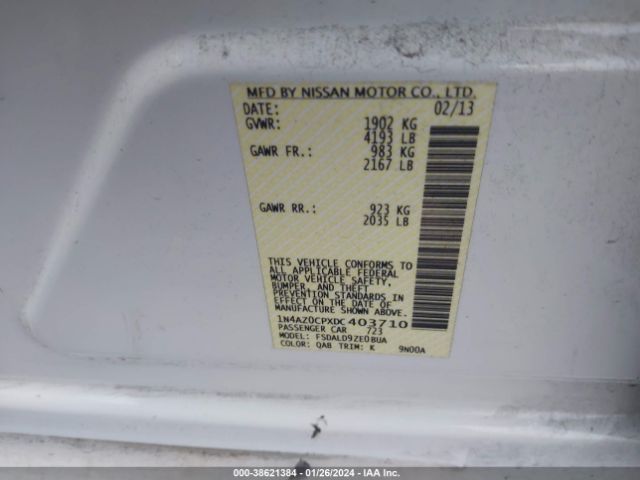 MFD BY NISSAN MOTOR CO., LTD.
DATE: 02/13
GVWR: 1902 KG
4193 LB
GAWR FR.: 983 KG
2167 LB
GAWR RR.: 923 KG
2035 LB
THIS VEHICLE CONFORMS TO
ALL APPLICABLE FEDERAL
MOTOR VEHICLE SAFETY,
BUMPER, AND THEFT
PREVENTION STANDARDS
IN EFFECT ON THE DATE
OF MANUFACTURE
SHOWN ABOVE.
1N4AZ0CPXDC403710
PASSENGER CAR 723
MODEL: FSDALD9ZE0BUA
COLOR: QAB TRIM: K 9N00A
000-38621384 - 01/26/2024 - IAA Inc.